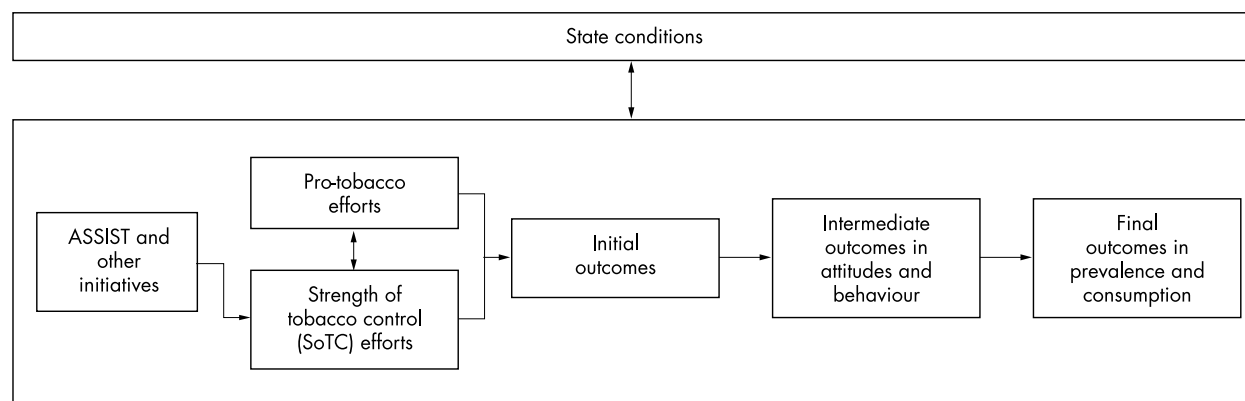 State conditions
Pro-tobacco
efforts
ASSIST and
other
initiatives
Strength of
tobacco control
(SoTC) efforts
Initial
outcomes
Intermediate
outcomes in
attitudes and
behaviour
Final
outcomes in
prevalence and
consumption